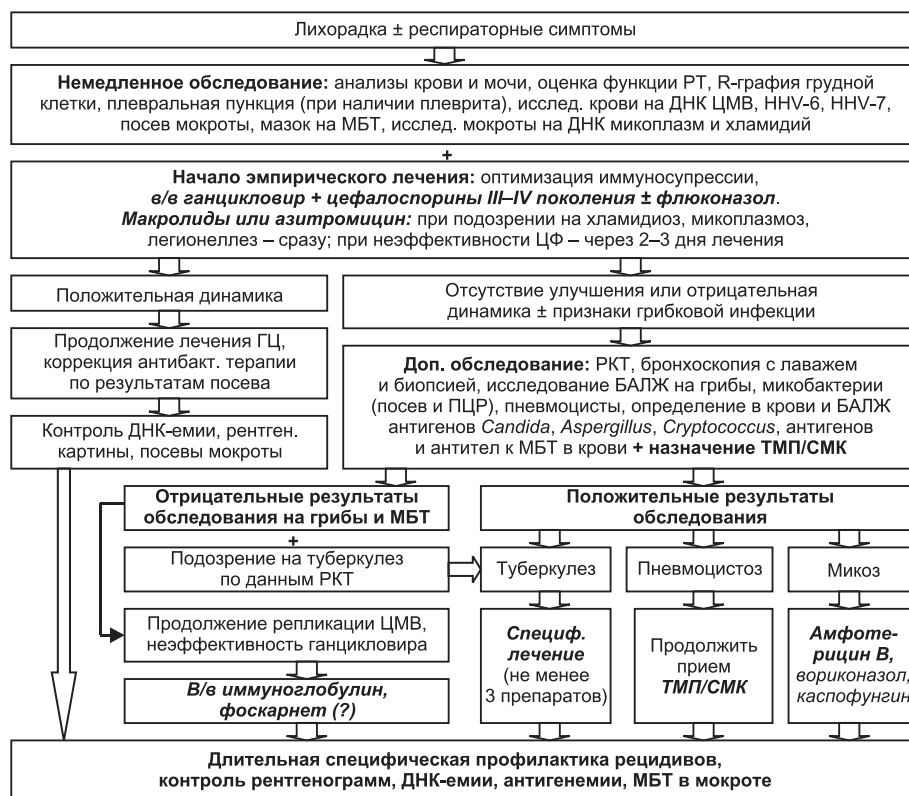 Лихорадка ± респираторные симптомы
Немедленное обследование: анализы крови и мочи, оценка функции РТ, R-графия грудной
клетки, плевральная пункция (при наличии плеврита), исслед. крови на ДНК ЦМВ, HHV-6, HHV-7,
посев мокроты, мазок на МБТ, исслед. мокроты на ДНК микоплазм и хламидий
+
Начало эмпирического лечения: оптимизация иммуносупрессии,
в/в ганцикловир + цефалоспорины III–IV поколения ± флюконазол.
Макролиды или азитромицин: при подозрении на хламидиоз, микоплазмоз,
легионеллез – сразу; при неэффективности ЦФ – через 2–3 дня лечения
Положительная динамика
Продолжение лечения ГЦ,
коррекция антибакт. терапии
по результатам посева
Контроль ДНК-емии, рентген.
картины, посевы мокроты
Отсутствие улучшения или отрицательная
динамика ± признаки грибковой инфекции
Доп. обследование: РКТ, бронхоскопия с лаважем
и биопсией, исследование БАЛЖ на грибы, микобактерии
(посев и ПЦР), пневмоцисты, определение в крови и БАЛЖ
антигенов Candida, Aspergillus, Cryptococcus, антигенов
и антител к МБТ в крови + назначение ТМП/СМК
Отрицательные результаты
обследования на грибы и МБТ
+
Подозрение на туберкулез
по данным РКТ
Продолжение репликации ЦМВ,
неэффективность ганцикловира
В/в иммуноглобулин,
фоскарнет (?)
Положительные результаты
обследования
Туберкулез
Пневмоцистоз
Микоз
Специф.
лечение
(не менее
3 препаратов)
Продолжить
прием
ТМП/СМК
Амфоте-
рицин В,
вориконазол,
каспофунгин
Длительная специфическая профилактика рецидивов,
контроль рентгенограмм, ДНК-емии, антигенемии, МБТ в мокроте